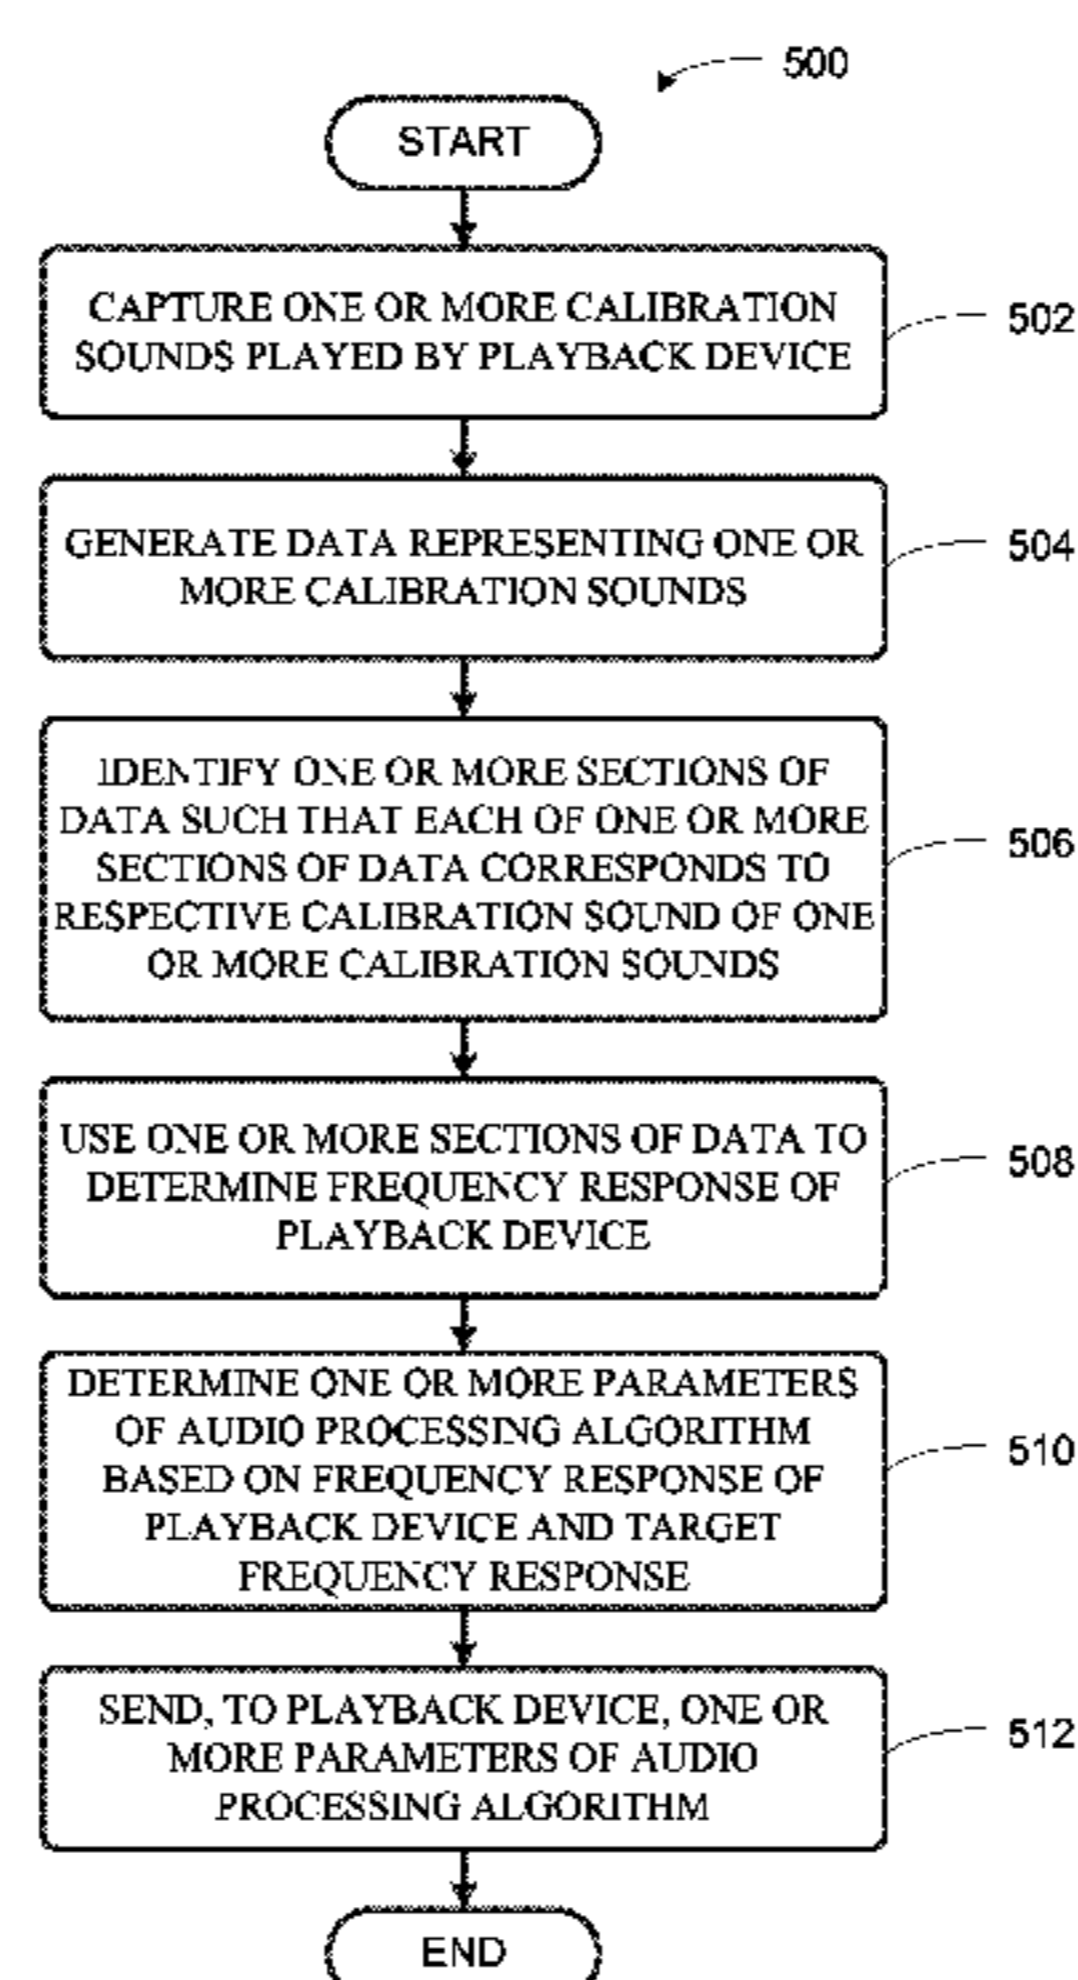 500
START
CAPTURE ONE OR MORE CALIBRATION
SOUNDS PLAYED BY PLAYBACK DEVICE
502
GENERATE DATA REPRESENTING ONE OR
MORE CALIBRATION SOUNDS
504
IDENTIFY ONE OR MORE SECTIONS OF
DATA SUCH THAT EACH OF ONE OR MORE
SECTIONS OF DATA CORRESPONDS TO
RESPECTIVE CALIBRATION SOUND OF ONE
OR MORE CALIBRATION SOUNDS
506
USE ONE OR MORE SECTIONS OF DATA TO
DETERMINE FREQUENCY RESPONSE OF
PLAYBACK DEVICE
508
DETERMINE ONE OR MORE PARAMETERS
OF AUDIO PROCESSING ALGORITHM
BASED ON FREQUENCY RESPONSE OF
PLAYBACK DEVICE AND TARGET
FREQUENCY RESPONSE
510
SEND, TO PLAYBACK DEVICE, ONE OR
MORE PARAMETERS OF AUDIO
PROCESSING ALGORITHM
512
END